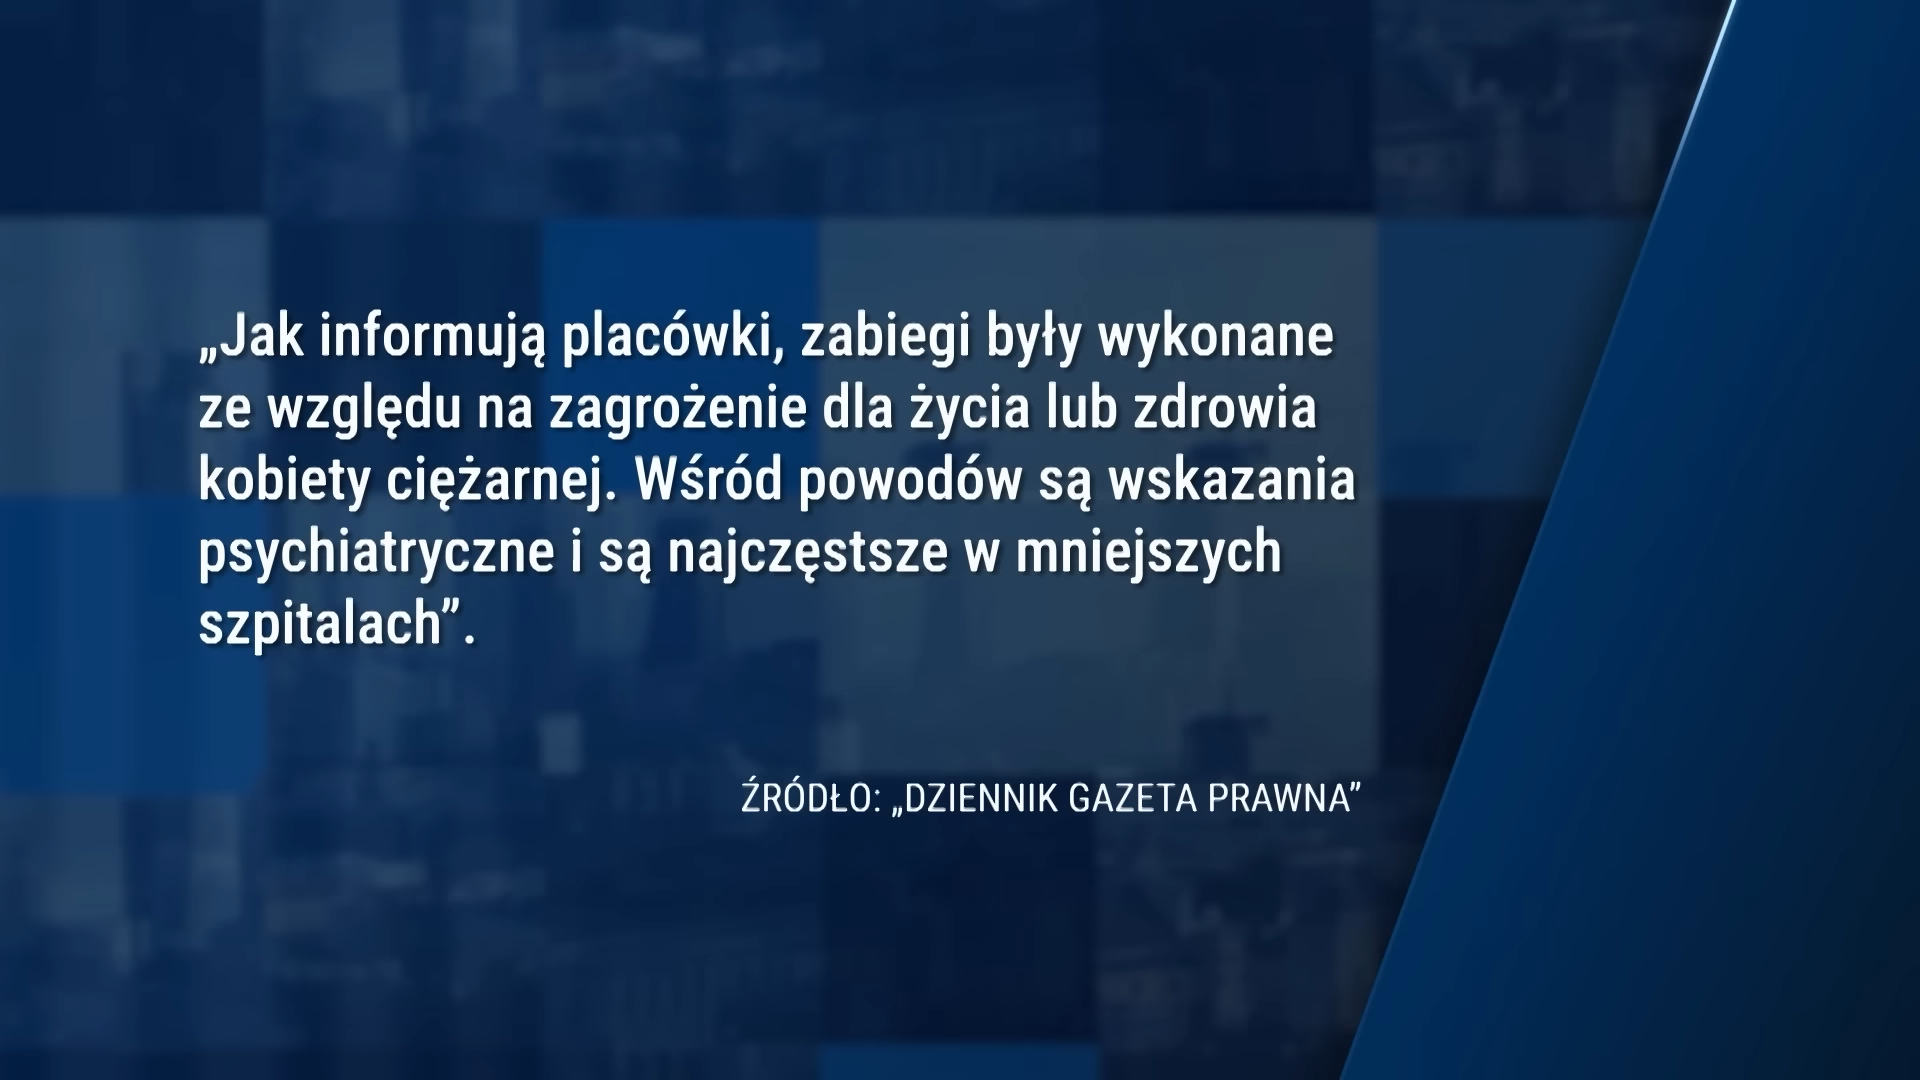 „Jak informują placówki, zabiegi były wykonane
ze względu na zagrożenie dla życia lub zdrowia
kobiety ciężarnej. Wśród powodów są wskazania
psychiatryczne i są najczęstsze w mniejszych
szpitalach”.
ŹRÓDŁO: „DZIENNIK GAZETA PRAWNA”